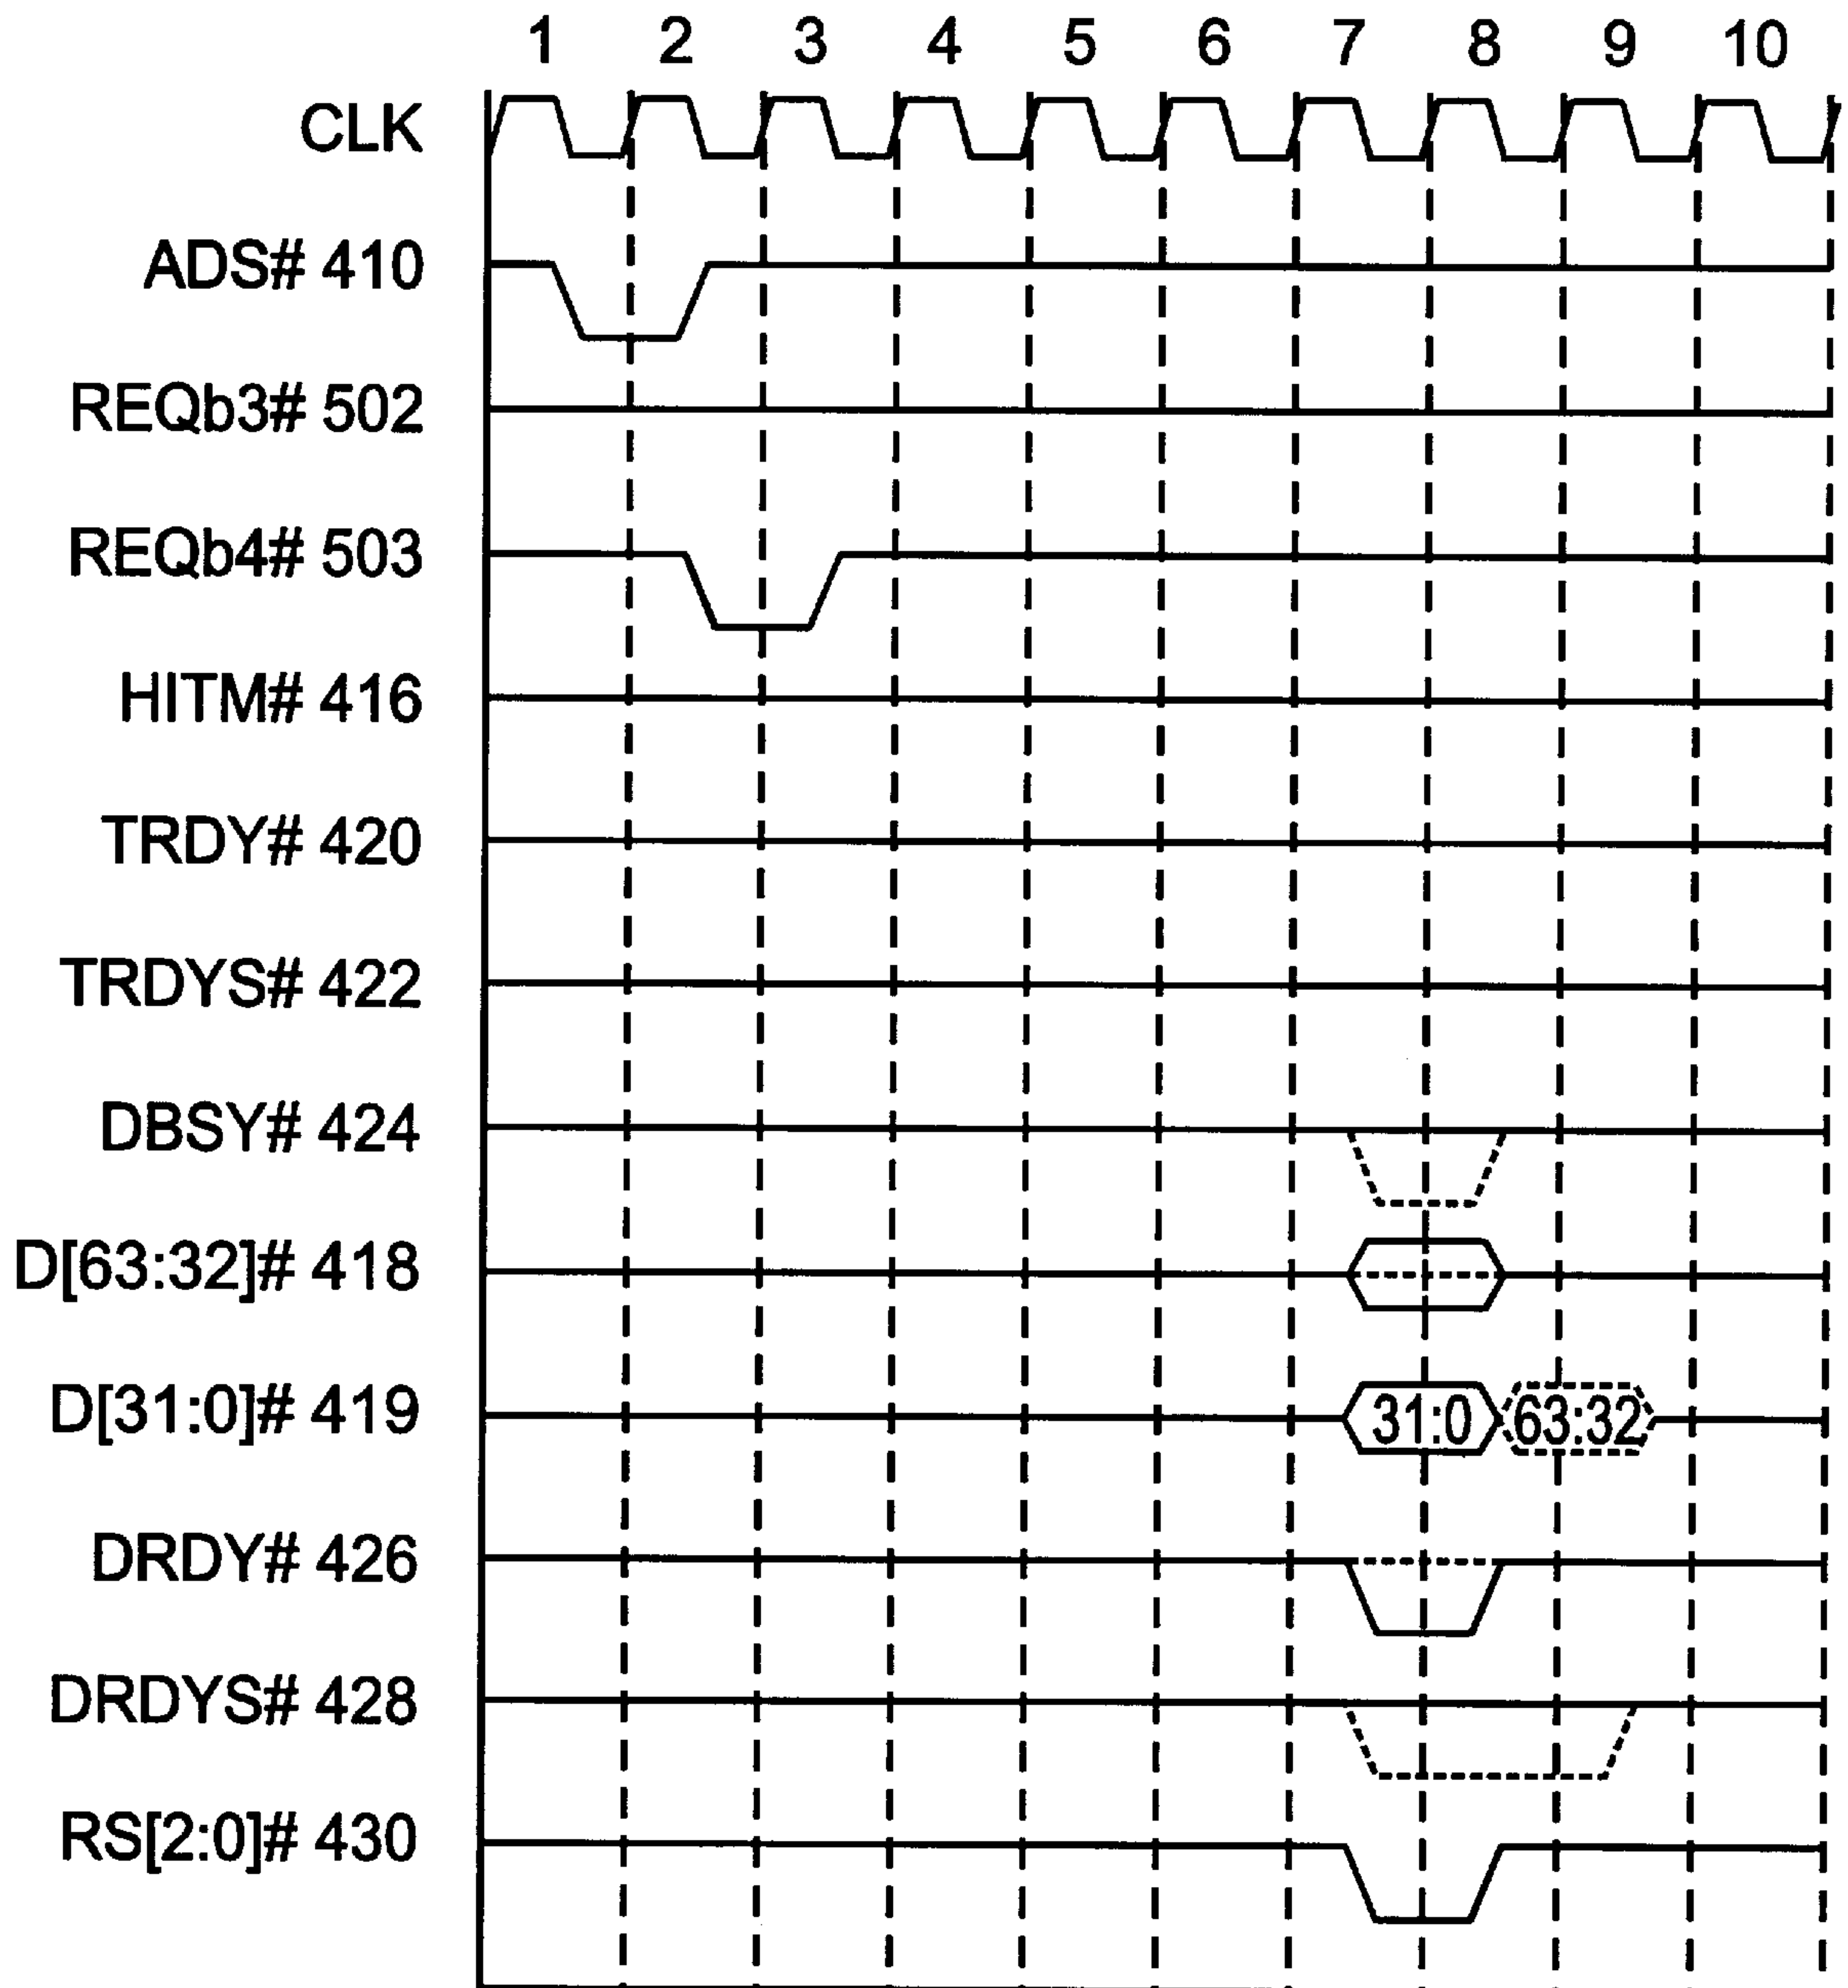 1 2 3 4 5 6 7 8 9 10
CLK
ADS# 410
REQb3# 502
REQb4# 503
HITM# 416
TRDY# 420
TRDYS# 422
DBSY# 424
D[63:32]# 418
D[31:0]# 419 31:0 63:32
DRDY# 426
DRDYS# 428
RS[2:0]# 430